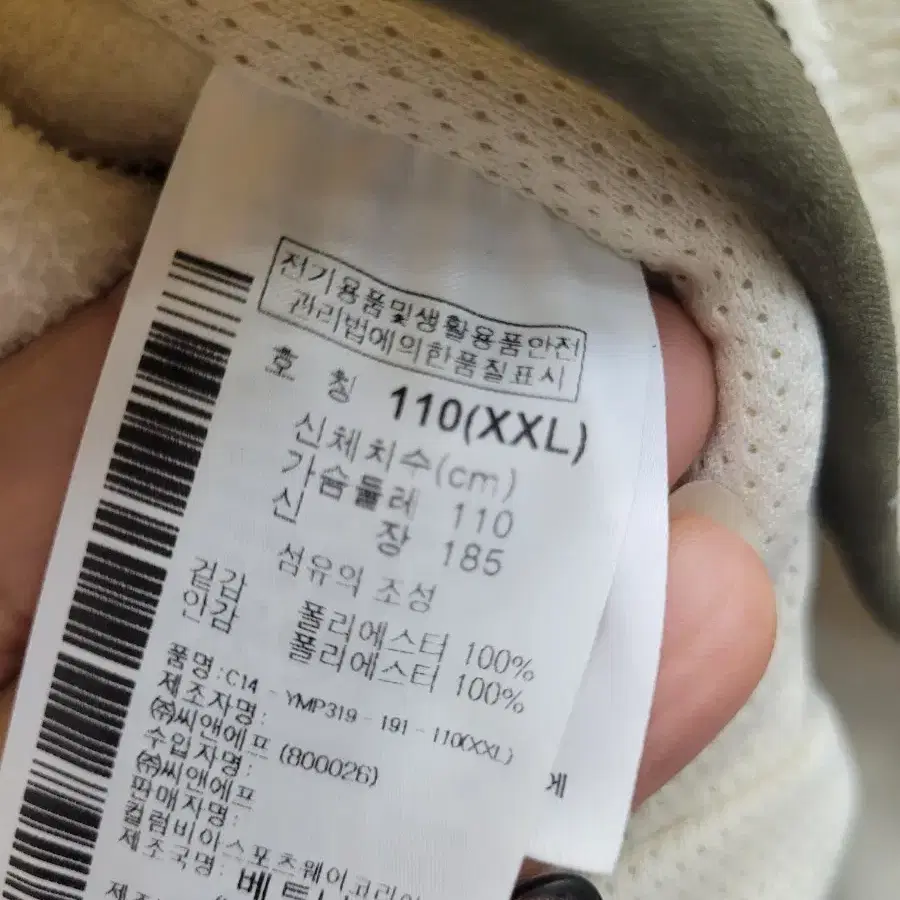 전기용품및생활용품안전
관리법에의한품질표시
호 칭 110(XXL)
신체치수(cm)
가슴둘레 110
신 장 185
섬유의 조성
겉감 폴리에스터 100%
안감 폴리에스터 100%
품명:C14 - YMP319 - 191 - 110(XXL)
제조자명:
㈜씨앤에프 (800026)
수입자명:
㈜씨앤에프
판매자명:
컬럼비아스포츠웨어코리아
제조국명: 베트남
에